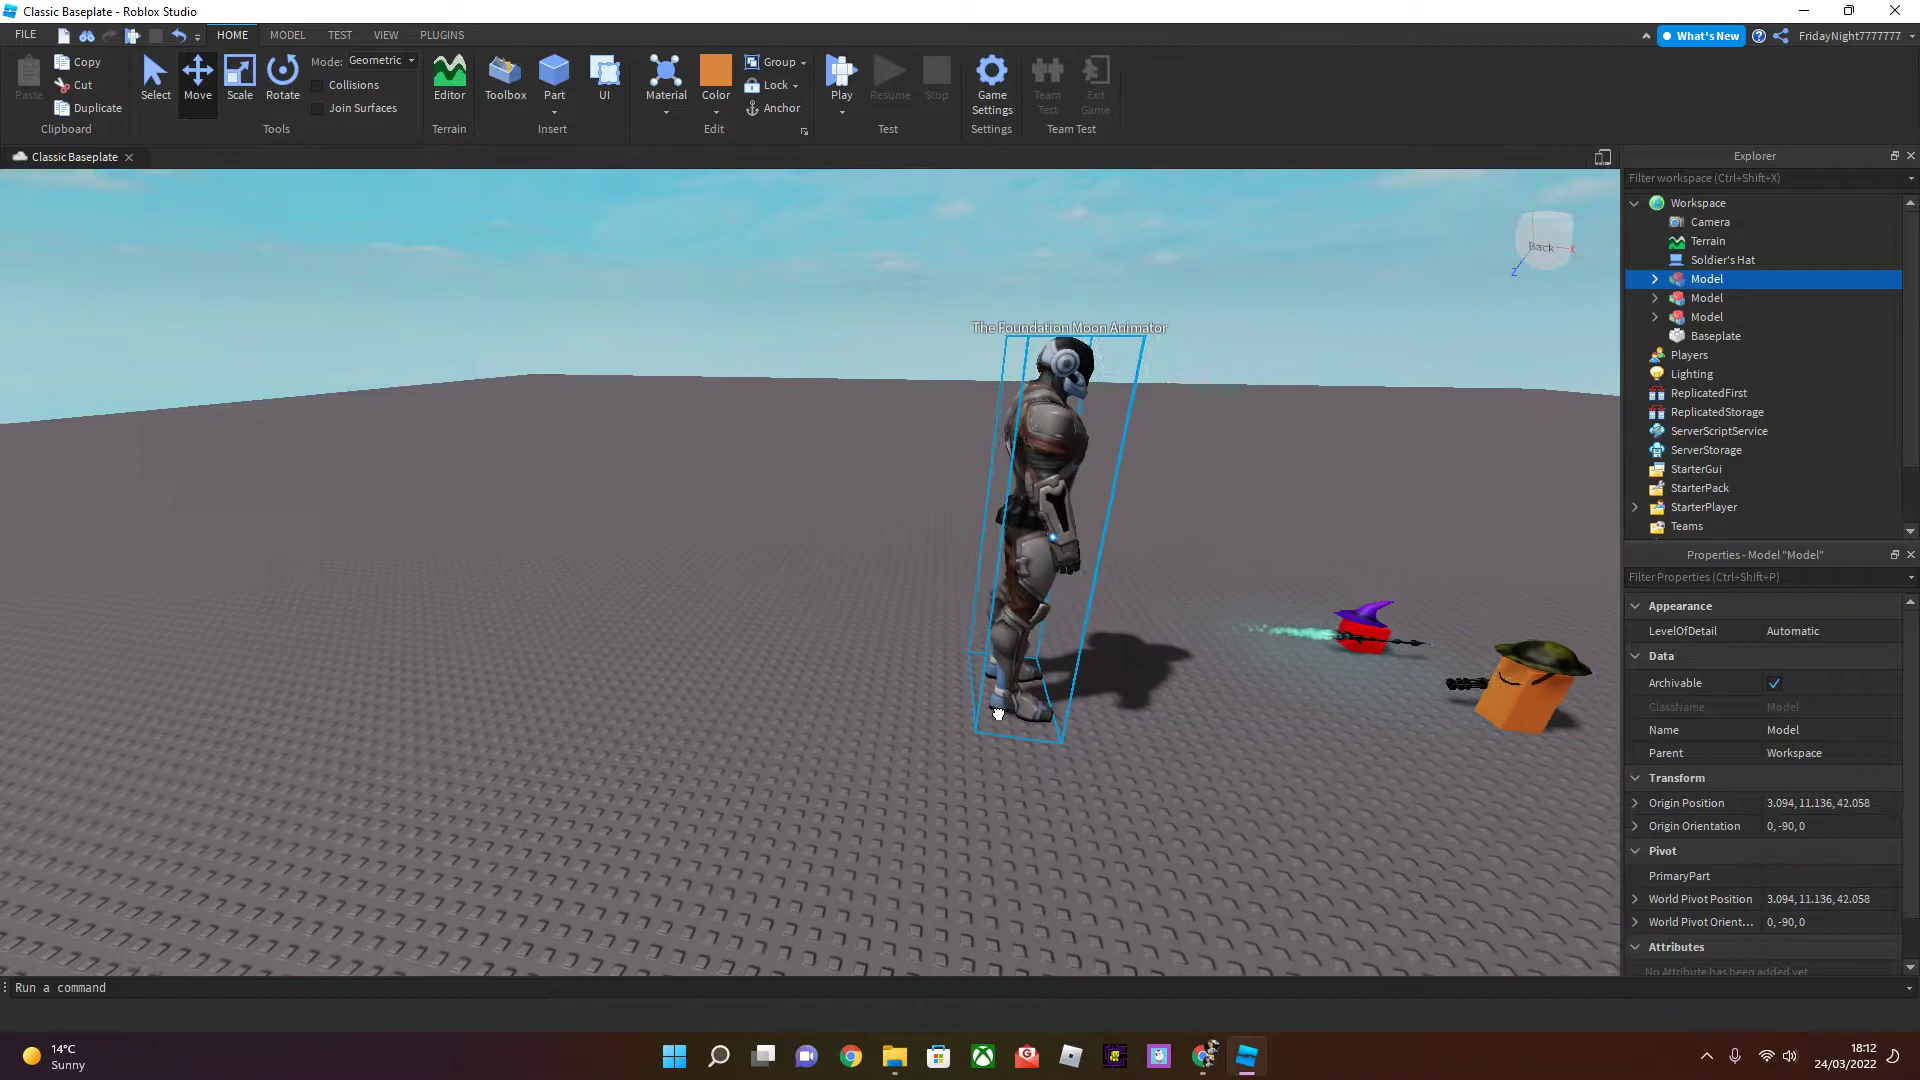 Classic Baseplate - Roblox Studio
FILE HOME MODEL TEST VIEW PLUGINS What's New FridayNight7777777
Paste Copy Cut Duplicate Clipboard
Select Move Scale Rotate Mode: Geometric Collisions Join Surfaces Tools
Editor Terrain
Toolbox Part UI Insert
Material Color Group Lock Anchor Edit
Play Resume Stop Test
Game Settings Settings
Team Test Exit Game Team Test
Classic Baseplate
The Foundation Moon Animator
Back X
Z
Explorer
Filter workspace (Ctrl+Shift+X)
Workspace
Camera
Terrain
Soldier's Hat
Model
Model
Model
Baseplate
Players
Lighting
ReplicatedFirst
ReplicatedStorage
ServerScriptService
ServerStorage
StarterGui
StarterPack
StarterPlayer
Teams
Properties - Model "Model"
Filter Properties (Ctrl+Shift+P)
Appearance
LevelOfDetail Automatic
Data
Archivable
ClassName Model
Name Model
Parent Workspace
Transform
Origin Position 3.094, 11.136, 42.058
Origin Orientation 0, -90, 0
Pivot
PrimaryPart
World Pivot Position 3.094, 11.136, 42.058
World Pivot Orient... 0, -90, 0
Attributes
No Attribute has been added yet
Run a command
14°C
Sunny
18:12
24/03/2022